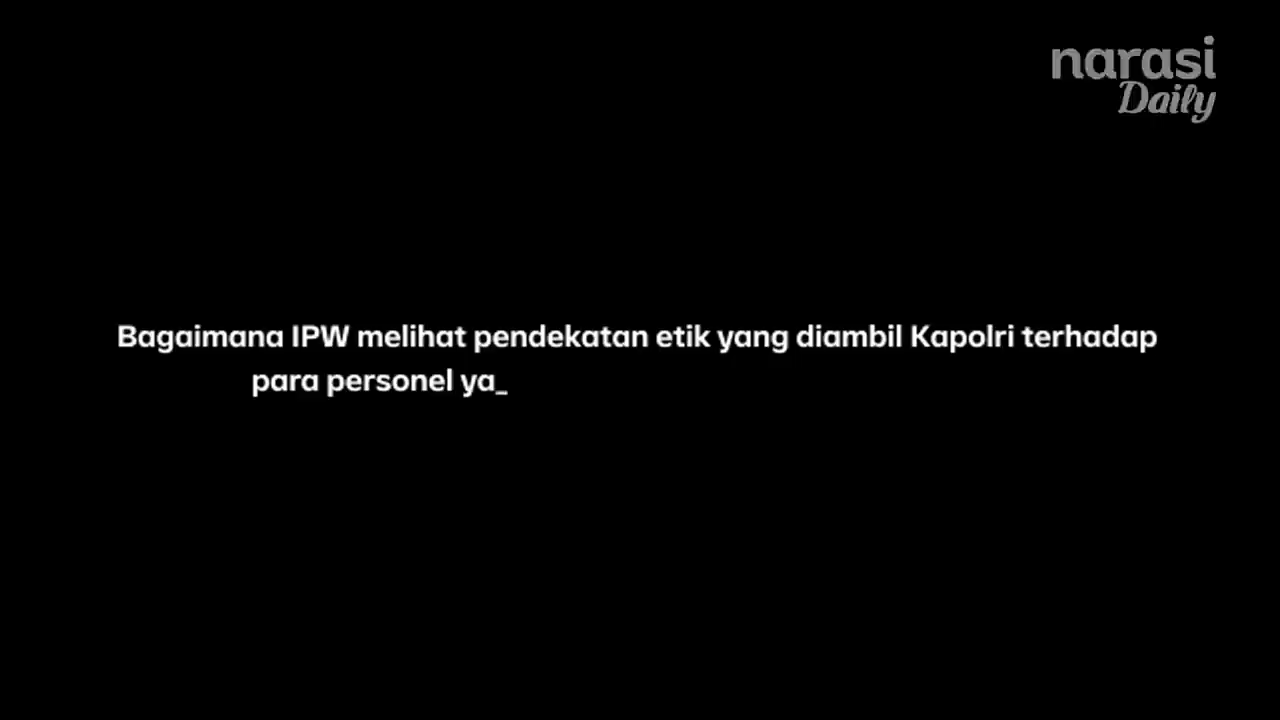 narasi
Daily
Bagaimana IPW melihat pendekatan etik yang diambil Kapolri terhadap
para personel ya_